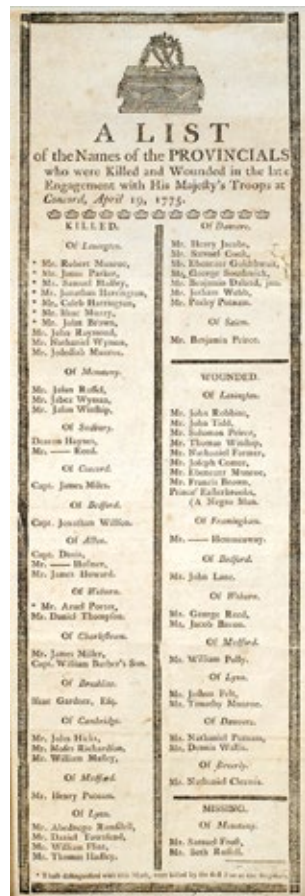 A LIST
of the Names of the PROVINCIALS
who were Killed and Wounded in the late
Engagement with His Majesty's Troops at
Concord, April 19, 1775.
KILLED.
Of Lexington.
* Mr. Robert Munroe,
* Mr. Jonas Parker,
* Mr. Samuel Hadley,
* Mr. Jonathan Harrington,
* Mr. Caleb Harrington,
* Mr. Isaac Muzzy,
* Mr. John Brown,
Mr. John Raymond,
Mr. Nathaniel Wyman,
Mr. Jedediah Munroe.
Of Menotomy.
Mr. Jason Russel,
Mr. Jabez Wyman,
Mr. Jason Winship,
Of Sudbury.
Deacon Haynes,
Mr. —— Reed.
Of Concord.
Capt. James Miles.
Of Bedford.
Capt. Jonathan Willson.
Of Acton.
Capt. Davis,
Mr. —— Hosmer,
Mr. James Howard.
Of Woburn.
* Mr. Azael Porter,
Mr. Daniel Thompson.
Of Charlestown.
Mr. James Miller,
Capt. William Barber's Son.
Of Brookline.
Isaac Gardner, Esq.
Of Cambridge.
Mr. John Hicks,
Mr. Moses Richardson,
Mr. William Massey,
Of Medford.
Mr. Henry Putnam.
Of Lynn.
Mr. Abednego Ramsdell,
Mr. Daniel Townsend,
Mr. William Flint,
Mr. Thomas Hadley.
Of Danvers.
Mr. Henry Jacobs,
Mr. Samuel Cook,
Mr. Ebenezer Goldthwait,
Mr. George Southwick,
Mr. Benjamin Daland, jun.
Mr. Jotham Webb,
Mr. Perley Putnam.
Of Salem.
Mr. Benjamin Peirce.
WOUNDED.
Of Lexington.
Mr. John Robbins,
Mr. John Tidd,
Mr. Solomon Peirce,
Mr. Thomas Winship,
Mr. Nathaniel Farmer,
Mr. Joseph Comee,
Mr. Ebenezer Munroe,
Mr. Francis Brown,
Prince Easterbrooks,
(A Negro Man.
Of Framingham.
Mr. —— Hemenway.
Of Bedford.
Mr. John Lane.
Of Woburn.
Mr. George Reed,
Mr. Jacob Bacon.
Of Medford.
Mr. William Polly.
Of Lynn.
Mr. Joshua Felt,
Mr. Timothy Munroe.
Of Danvers.
Mr. Nathaniel Putnam,
Mr. Dennis Wallis.
Of Beverly.
Mr. Nathaniel Cleaves.
MISSING.
Of Menotomy.
Mr. Samuel Frost,
Mr. Seth Russell.
* Those distinguished with this Mark, were killed by the first Fire of the